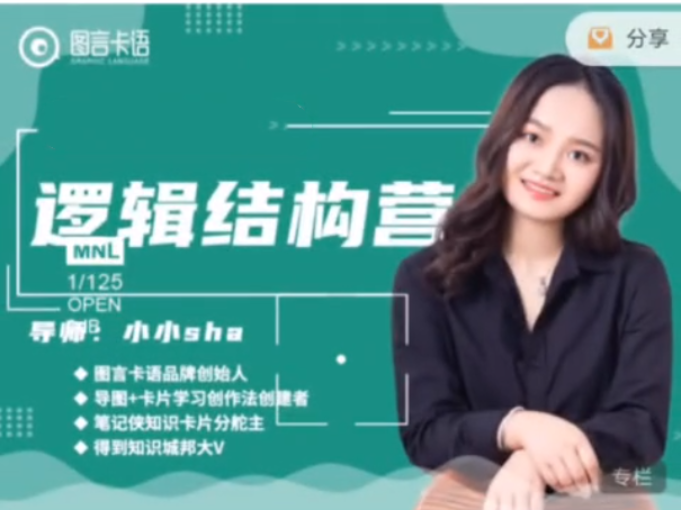 图言卡语
GRAPHIC LANGUAGE
分享
逻辑结构营
MNL
1/125
OPEN
导师：小小sha
◆ 图言卡语品牌创始人
◆ 导图+卡片学习创作法创建者
◆ 笔记侠知识卡片分舵主
◆ 得到知识城邦大V
专栏